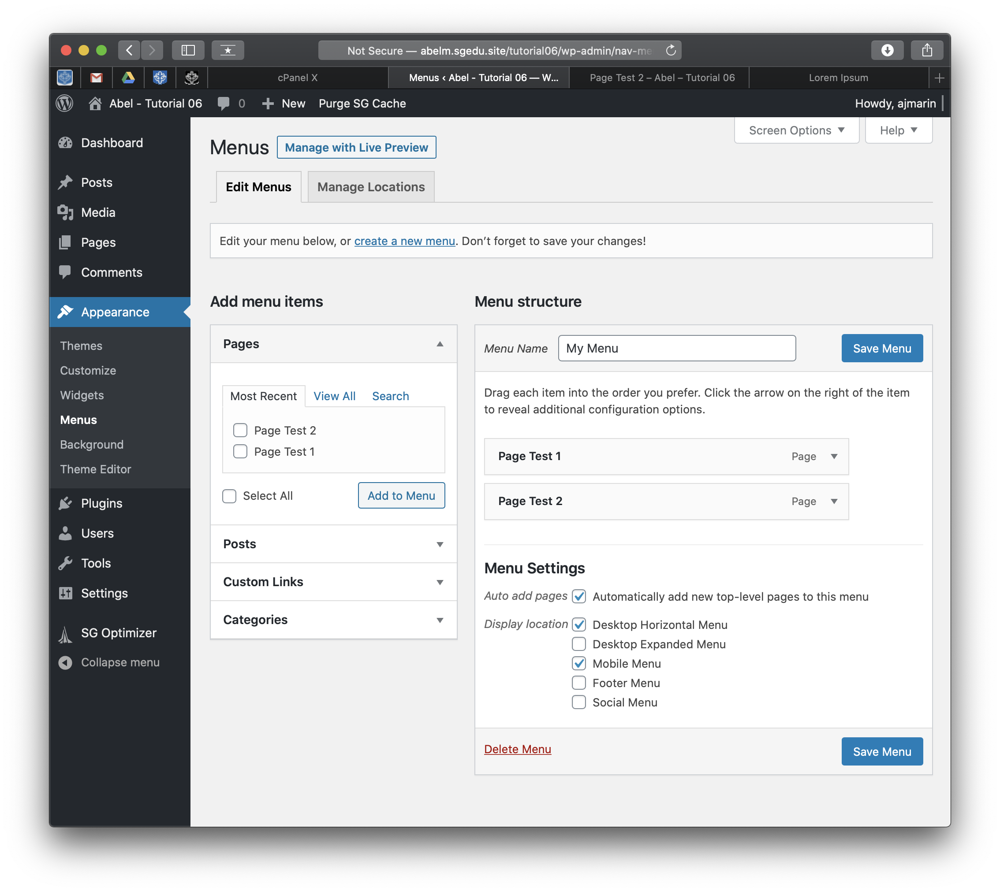 Not Secure — abelm.sgedu.site/tutorial06/wp-admin/nav-me
cPanel X
Menus ‹ Abel - Tutorial 06 — W...
Page Test 2 – Abel – Tutorial 06
Lorem Ipsum
Abel - Tutorial 06
0
New
Purge SG Cache
Howdy, ajmarin
Dashboard
Posts
Media
Pages
Comments
Appearance
Themes
Customize
Widgets
Menus
Background
Theme Editor
Plugins
Users
Tools
Settings
SG Optimizer
Collapse menu
Screen Options
Help
Menus
Manage with Live Preview
Edit Menus
Manage Locations
Edit your menu below, or create a new menu. Don’t forget to save your changes!
Add menu items
Pages
Most Recent
View All
Search
Page Test 2
Page Test 1
Select All
Add to Menu
Posts
Custom Links
Categories
Menu structure
Menu Name
My Menu
Save Menu
Drag each item into the order you prefer. Click the arrow on the right of the item
to reveal additional configuration options.
Page Test 1
Page
Page Test 2
Page
Menu Settings
Auto add pages
Automatically add new top-level pages to this menu
Display location
Desktop Horizontal Menu
Desktop Expanded Menu
Mobile Menu
Footer Menu
Social Menu
Delete Menu
Save Menu